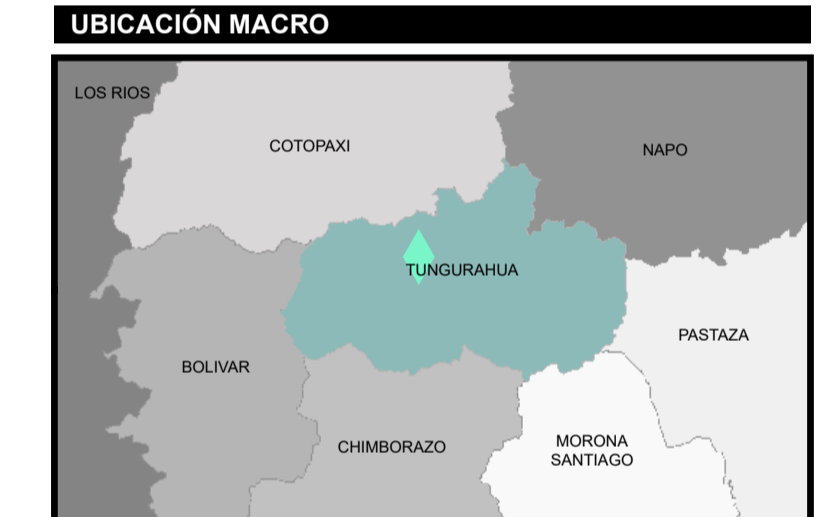 UBICACIÓN MACRO
LOS RIOS
COTOPAXI
NAPO
TUNGURAHUA
PASTAZA
BOLIVAR
CHIMBORAZO
MORONA
SANTIAGO